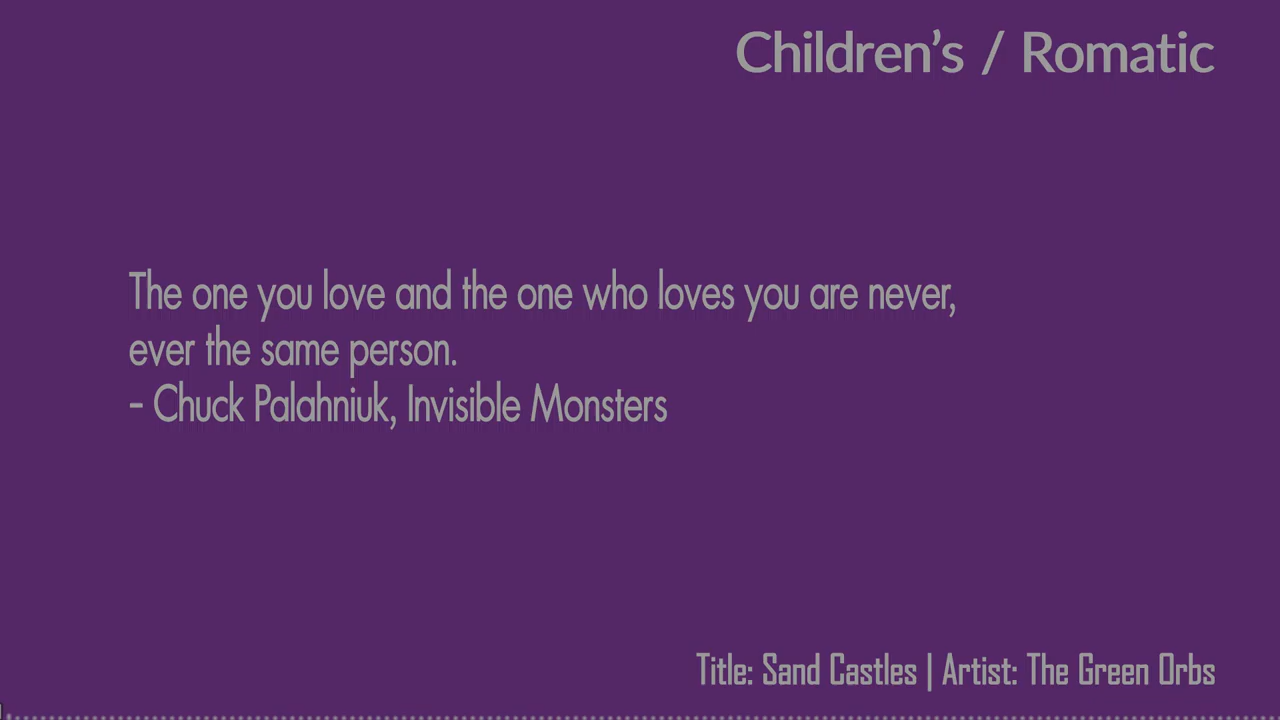 Children’s / Romatic
The one you love and the one who loves you are never,
ever the same person.
– Chuck Palahniuk, Invisible Monsters
Title: Sand Castles | Artist: The Green Orbs